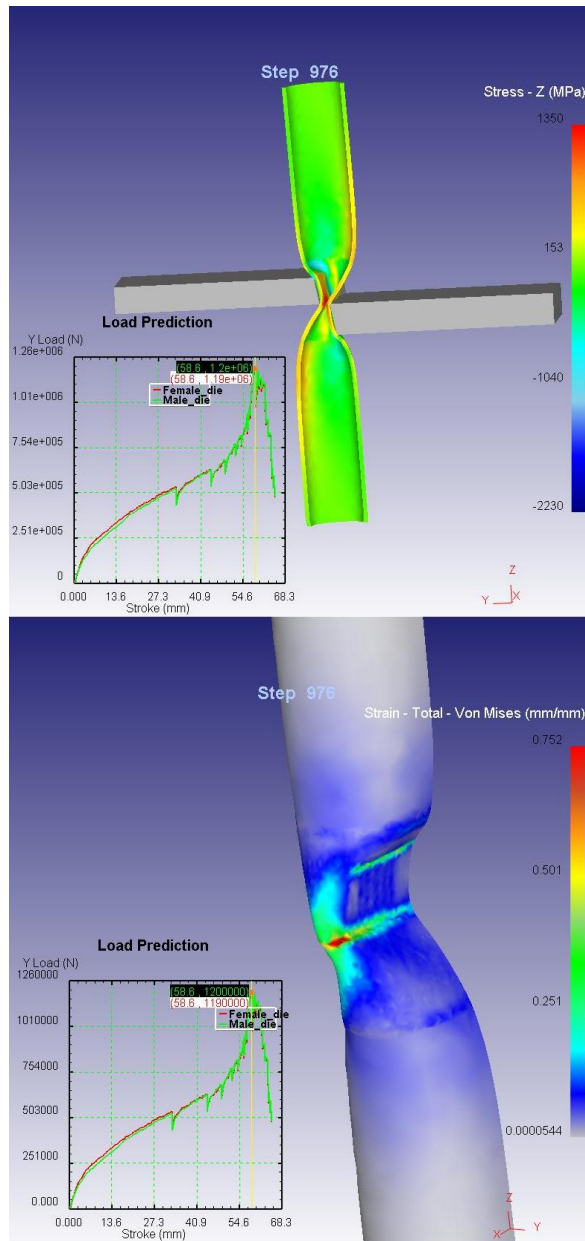 Step 976
Stress - Z (MPa)
1350
153
-1040
-2230
Load Prediction
Y Load (N)
1.26e+006
1.01e+006
7.54e+005
5.03e+005
2.51e+005
0
(58.6 , 1.2e+06)
(58.6 , 1.19e+06)
Female_die
Male_die
0.000 13.6 27.3 40.9 54.6 68.3
Stroke (mm)
Z
Y X
Step 976
Strain - Total - Von Mises (mm/mm)
0.752
0.501
0.251
0.0000544
Load Prediction
Y Load (N)
1260000
1010000
754000
503000
251000
0.000
(58.6 , 1200000)
(58.6 , 1190000)
Female_die
Male_die
0.000 13.6 27.3 40.9 54.6 68.3
Stroke (mm)
Z
X Y